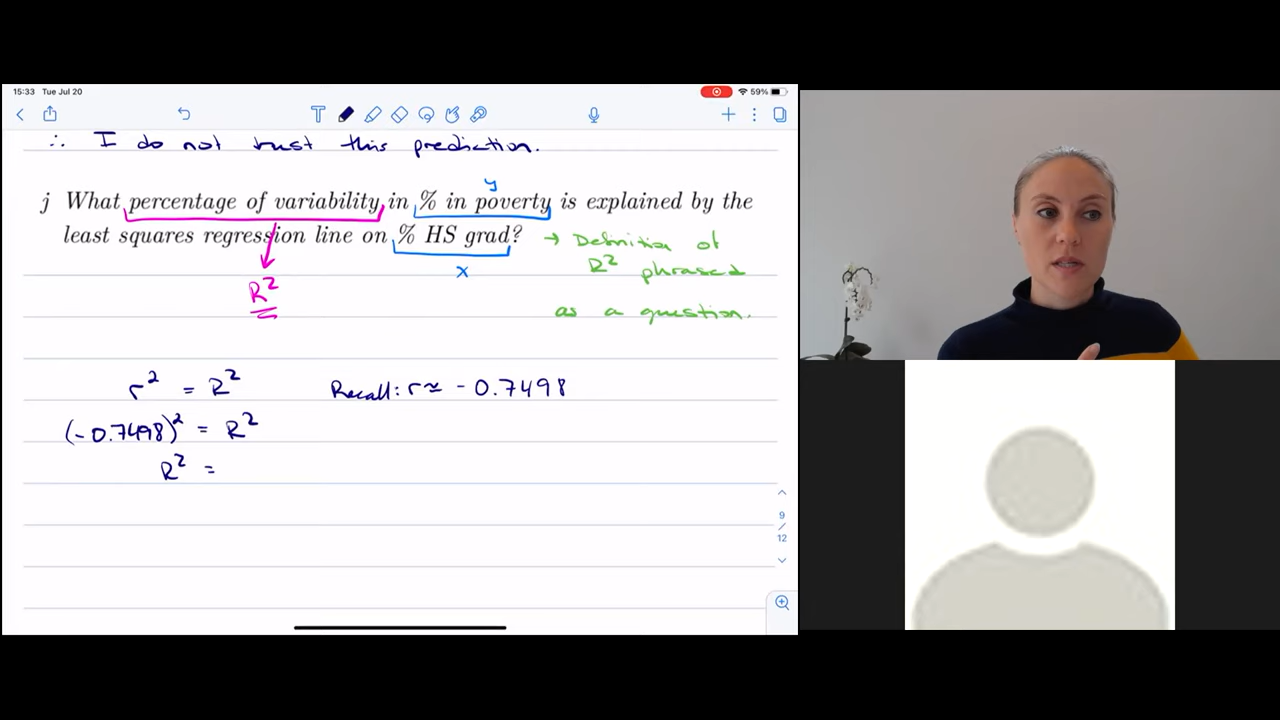 15:33 Tue Jul 20
59%
T
∴ I do not trust this prediction.
y
j What percentage of variability in % in poverty is explained by the
least squares regression line on % HS grad?
→ Definition of
R² phrased
as a question.
x
R²
r² = R²
Recall: r ≈ -0.7498
(-0.7498)² = R²
R² =
9
/
12